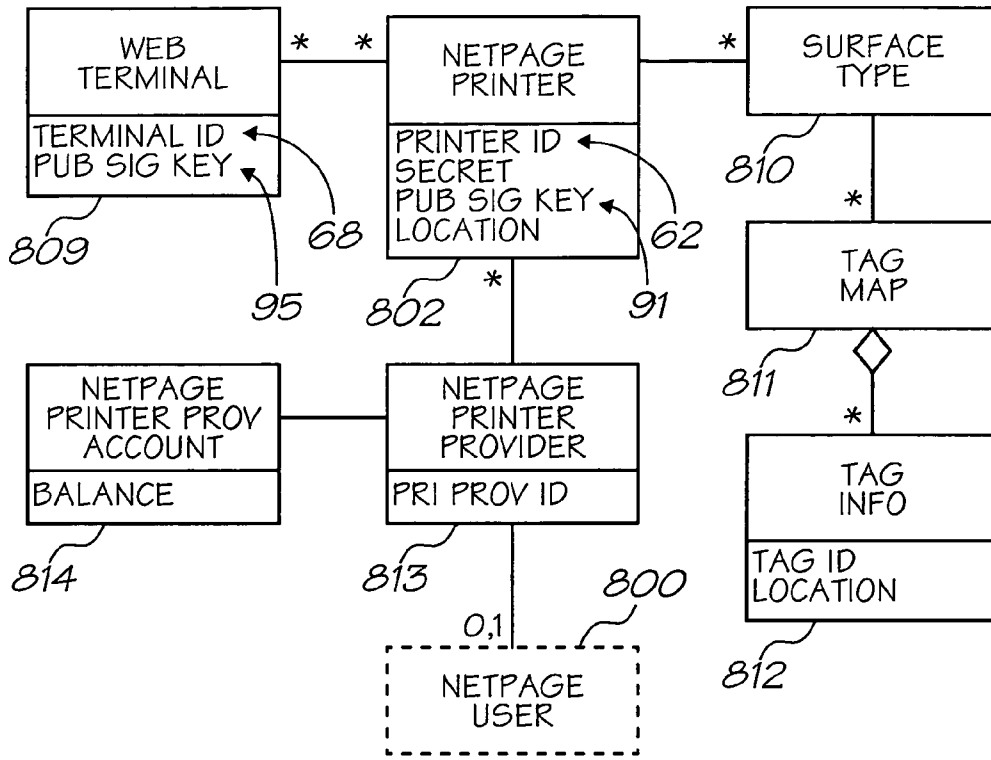 WEB
TERMINAL
TERMINAL ID
PUB SIG KEY
809
68
95
*
*
NETPAGE
PRINTER
PRINTER ID
SECRET
PUB SIG KEY
LOCATION
802
62
91
*
*
SURFACE
TYPE
810
*
TAG
MAP
811
*
TAG
INFO
TAG ID
LOCATION
812
NETPAGE
PRINTER PROV
ACCOUNT
BALANCE
814
NETPAGE
PRINTER
PROVIDER
PRI PROV ID
813
0,1
800
NETPAGE
USER